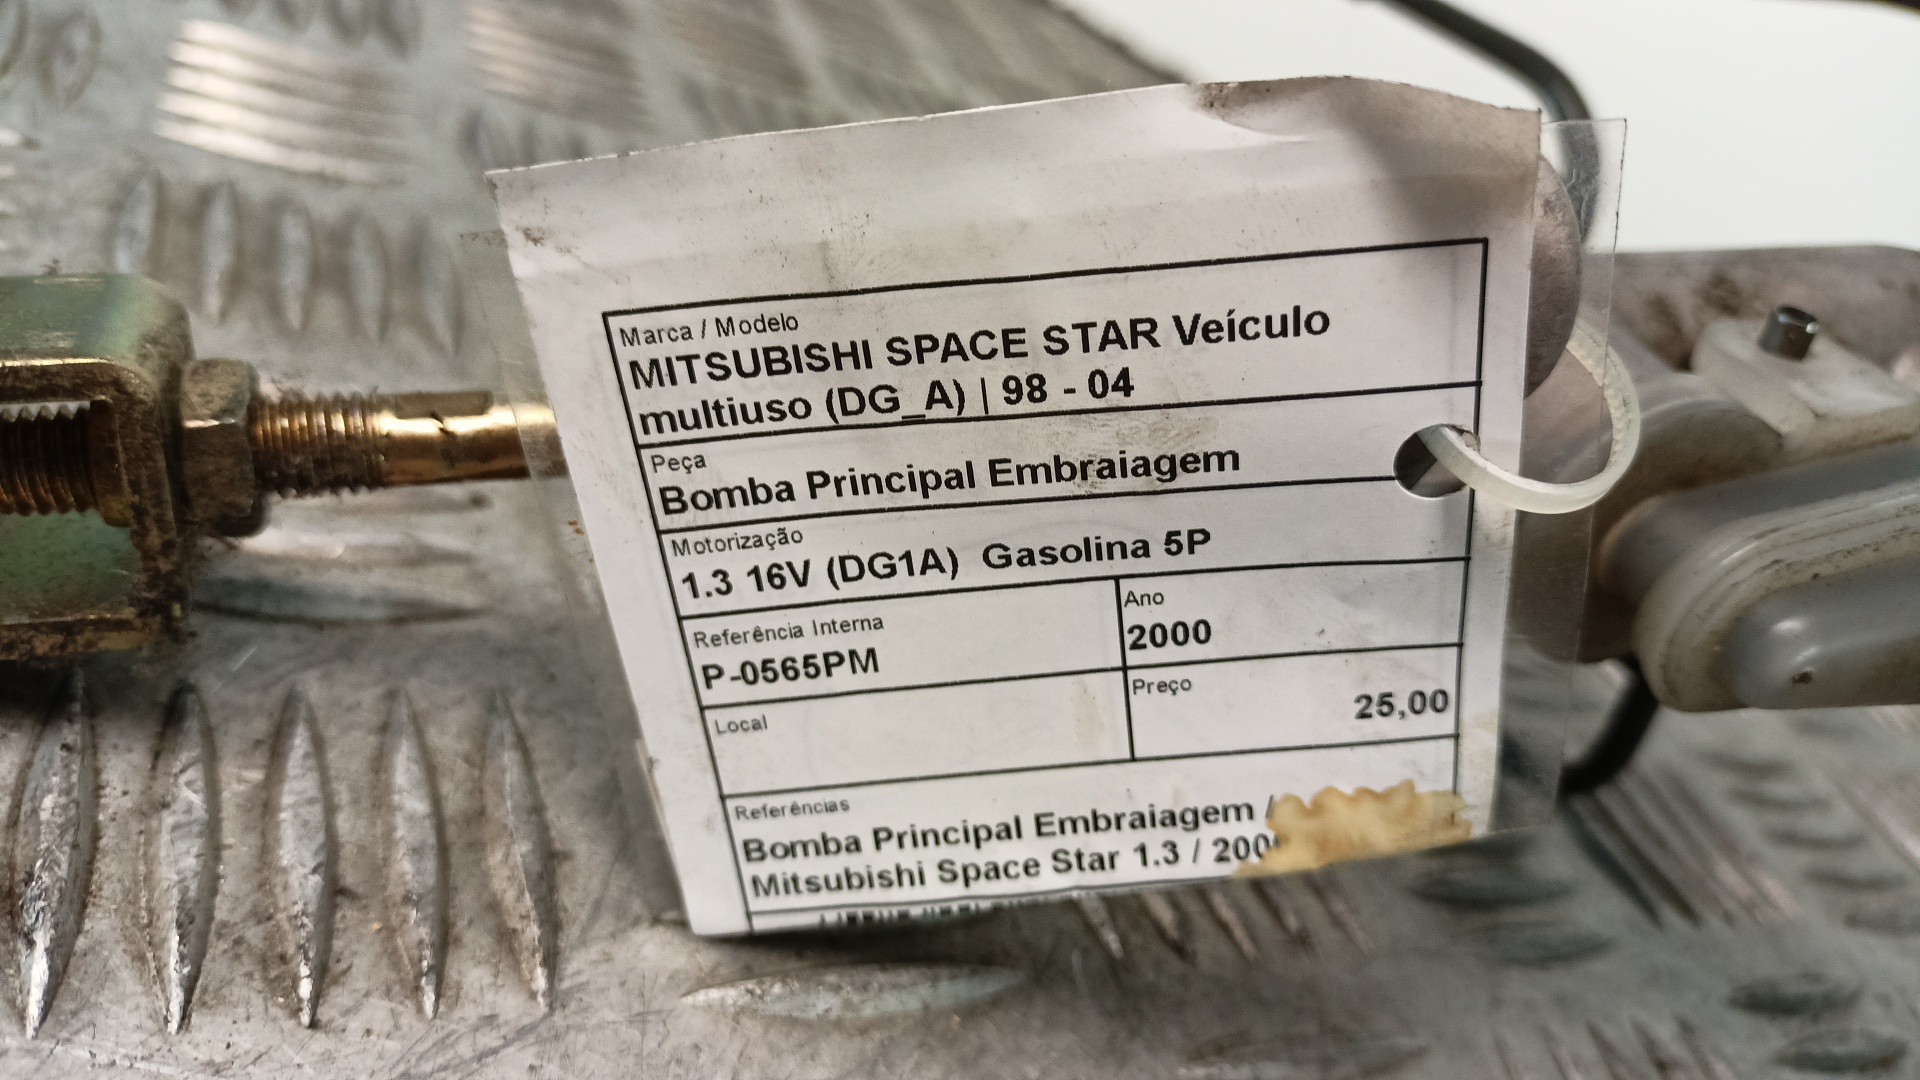 Marca / Modelo
MITSUBISHI SPACE STAR Veículo
multiuso (DG_A) | 98 - 04
Peça
Bomba Principal Embraiagem
Motorização
1.3 16V (DG1A) Gasolina 5P
Referência Interna
P-0565PM
Ano
2000
Local
Preço
25,00
Referências
Bomba Principal Embraiagem /
Mitsubishi Space Star 1.3 /